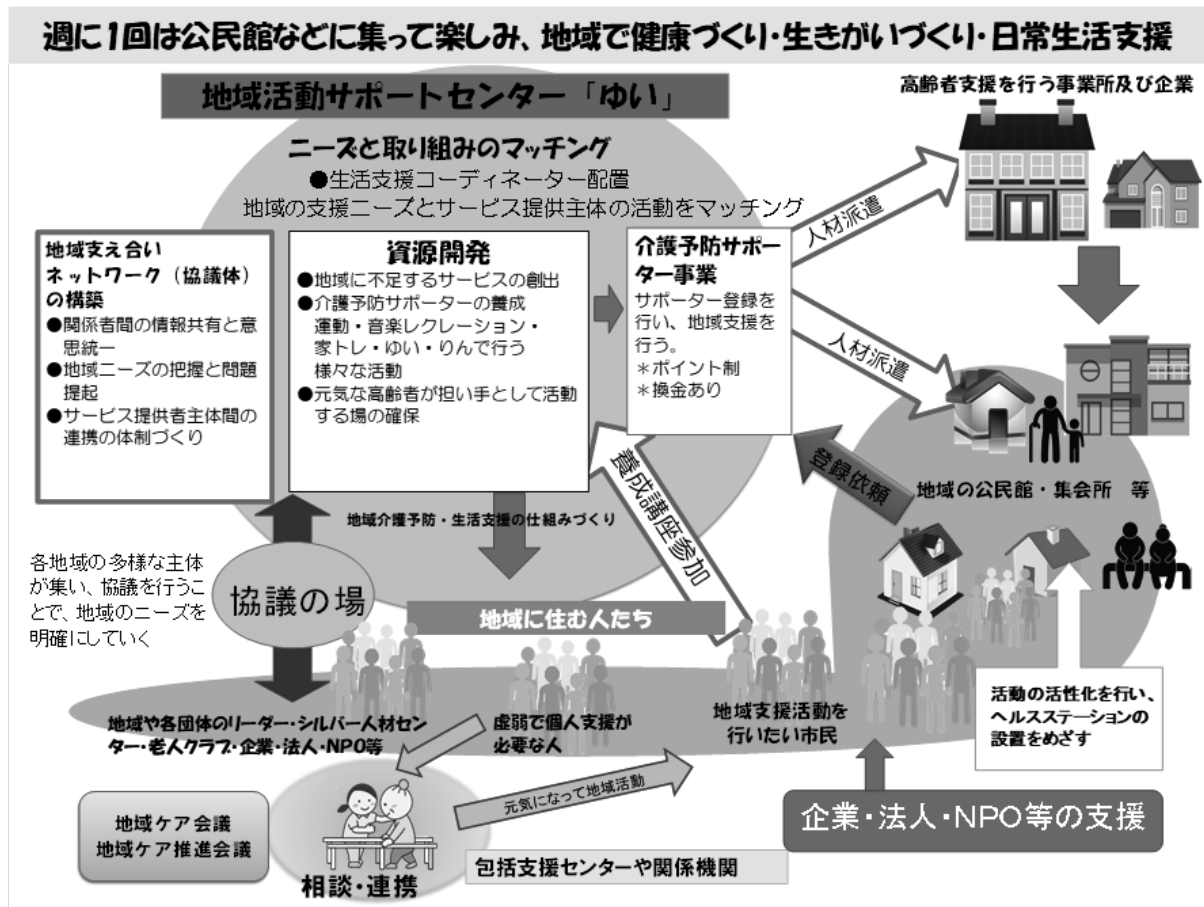 週に1回は公民館などに集って楽しみ、地域で健康づくり・生きがいづくり・日常生活支援
地域活動サポートセンター「ゆい」
ニーズと取り組みのマッチング
●生活支援コーディネーター配置
地域の支援ニーズとサービス提供主体の活動をマッチング
地域支え合い
ネットワーク（協議体）
の構築
●関係者間の情報共有と意
思統一
●地域ニーズの把握と問題
提起
●サービス提供者主体間の
連携の体制づくり
資源開発
●地域に不足するサービスの創出
●介護予防サポーターの養成
運動・音楽レクレーション・
家トレ・ゆい・りんで行う
様々な活動
●元気な高齢者が担い手として活動
する場の確保
介護予防サポ
ーター事業
サポーター登録を
行い、地域支援を
行う。
＊ポイント制
＊換金あり
人材派遣
人材派遣
高齢者支援を行う事業所及び企業
地域の公民館・集会所　等
登録依頼
養成講座参加
地域介護予防・生活支援の仕組みづくり
各地域の多様な主体
が集い、協議を行うこ
とで、地域のニーズを
明確にしていく
協議の場
地域に住む人たち
地域や各団体のリーダー・シルバー人材セン
ター・老人クラブ・企業・法人・NPO等
虚弱で個人支援が
必要な人
地域支援活動を
行いたい市民
活動の活性化を行い、
ヘルスステーションの
設置をめざす
元気になって地域活動
企業・法人・NPO等の支援
地域ケア会議
地域ケア推進会議
相談・連携
包括支援センターや関係機関